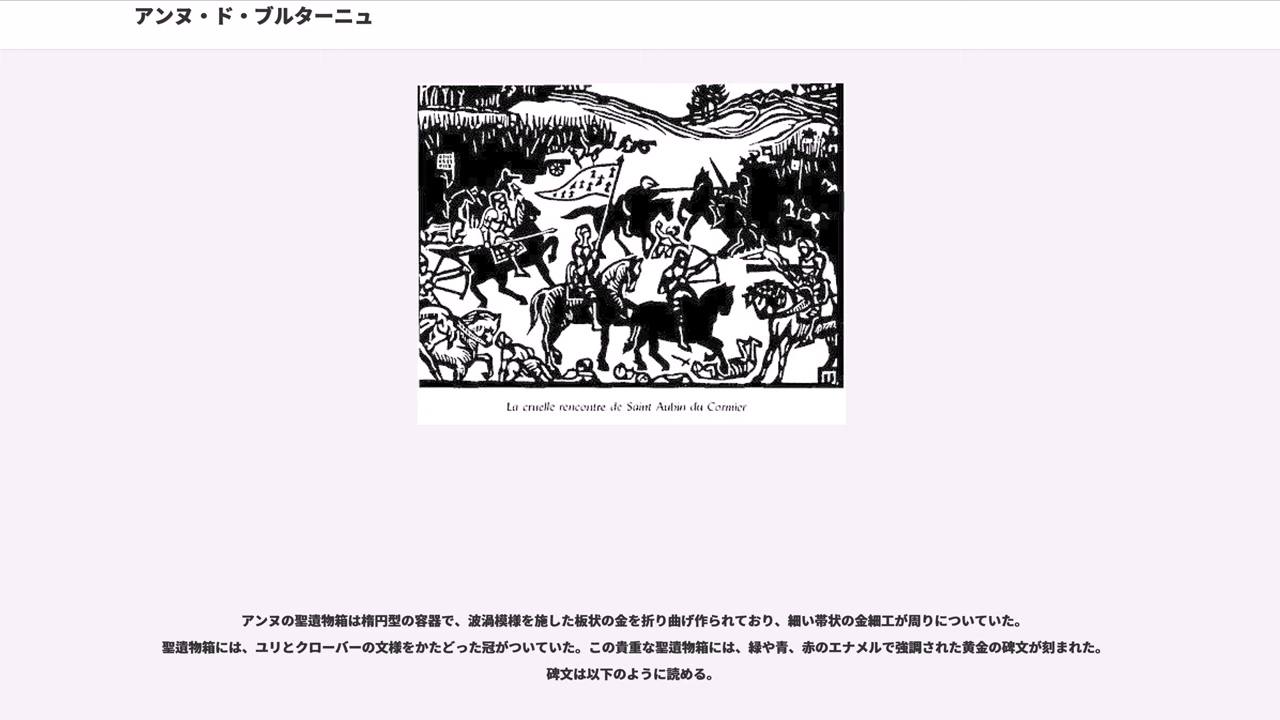 アンヌ・ド・ブルターニュ
La cruelle rencontre de Saint Aubin du Cormier
アンヌの聖遺物箱は楕円型の容器で、波渦模様を施した板状の金を折り曲げ作られており、細い帯状の金細工が周りについていた。
聖遺物箱には、ユリとクローバーの文様をかたどった冠がついていた。この貴重な聖遺物箱には、緑や青、赤のエナメルで強調された黄金の碑文が刻まれた。
碑文は以下のように読める。